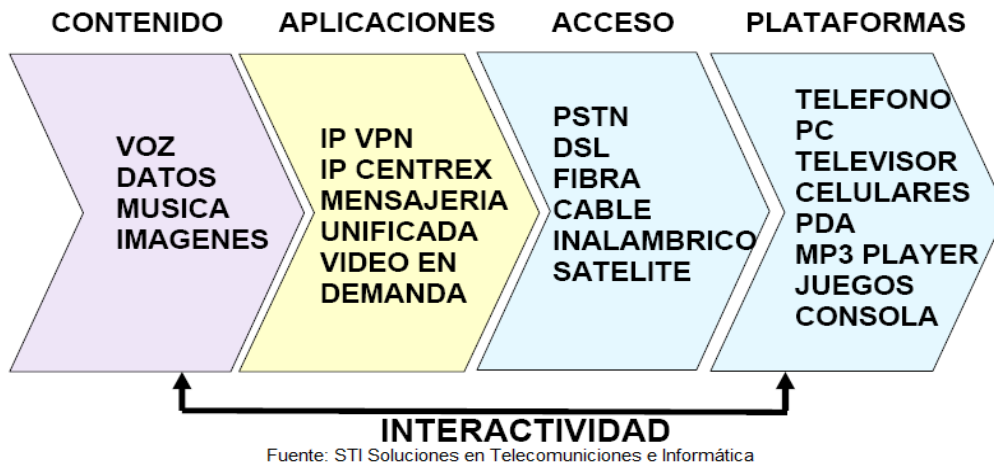 CONTENIDO
APLICACIONES
ACCESO
PLATAFORMAS
VOZ
DATOS
MUSICA
IMAGENES
IP VPN
IP CENTREX
MENSAJERIA
UNIFICADA
VIDEO EN
DEMANDA
PSTN
DSL
FIBRA
CABLE
INALAMBRICO
SATELITE
TELEFONO
PC
TELEVISOR
CELULARES
PDA
MP3 PLAYER
JUEGOS
CONSOLA
INTERACTIVIDAD
Fuente: STI Soluciones en Telecomuniciones e Informática